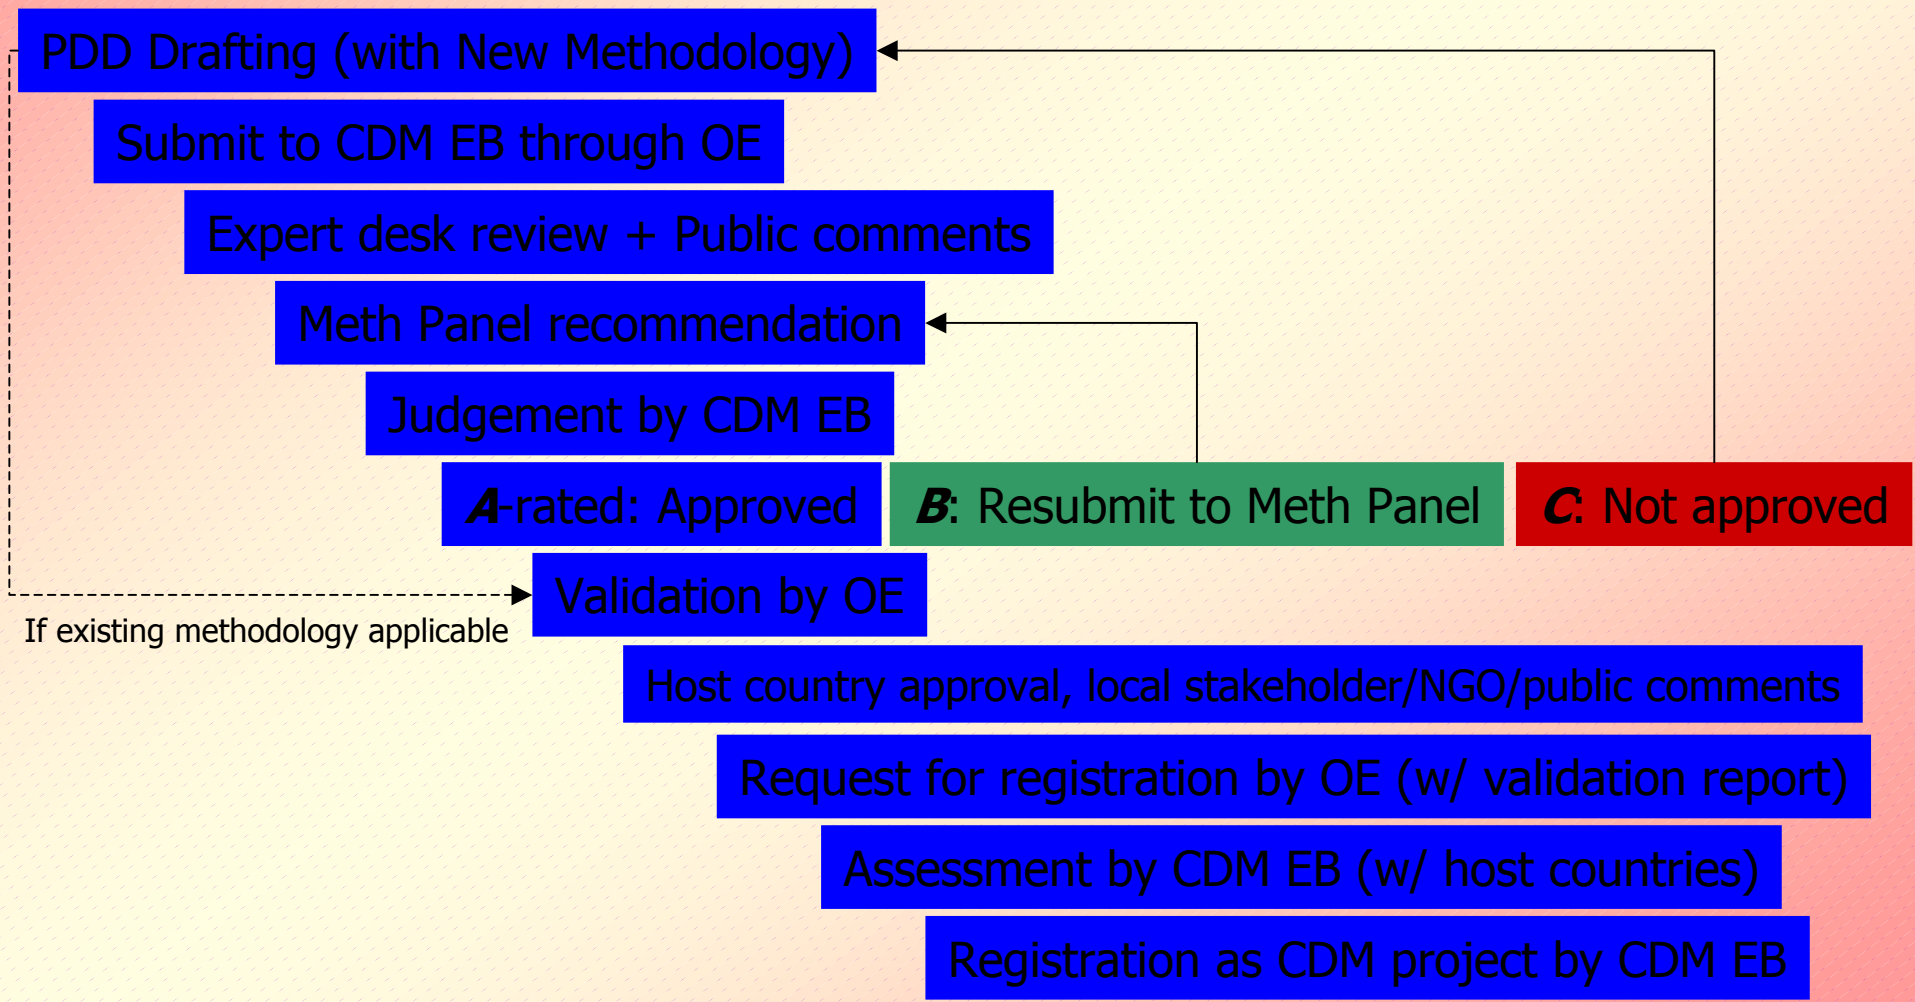 PDD Drafting (with New Methodology)
Submit to CDM EB through OE
Expert desk review + Public comments
Meth Panel recommendation
Judgement by CDM EB
A-rated: Approved
B: Resubmit to Meth Panel
C: Not approved
Validation by OE
If existing methodology applicable
Host country approval, local stakeholder/NGO/public comments
Request for registration by OE (w/ validation report)
Assessment by CDM EB (w/ host countries)
Registration as CDM project by CDM EB